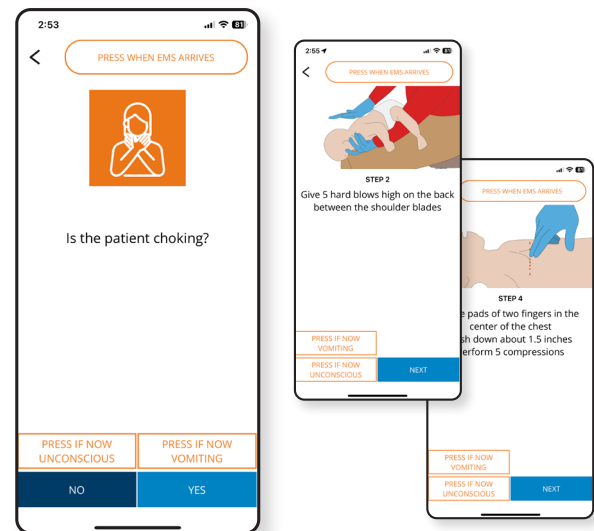 2:53
81
PRESS WHEN EMS ARRIVES
Is the patient choking?
PRESS IF NOW
UNCONSCIOUS
PRESS IF NOW
VOMITING
NO
YES
2:55
PRESS WHEN EMS ARRIVES
STEP 2
Give 5 hard blows high on the back
between the shoulder blades
PRESS IF NOW
VOMITING
PRESS IF NOW
UNCONSCIOUS
NEXT
PRESS WHEN EMS ARRIVES
STEP 4
pads of two fingers in the
center of the chest
down about 1.5 inches
5 compressions
PRESS IF NOW
VOMITING
PRESS IF NOW
UNCONSCIOUS
NEXT